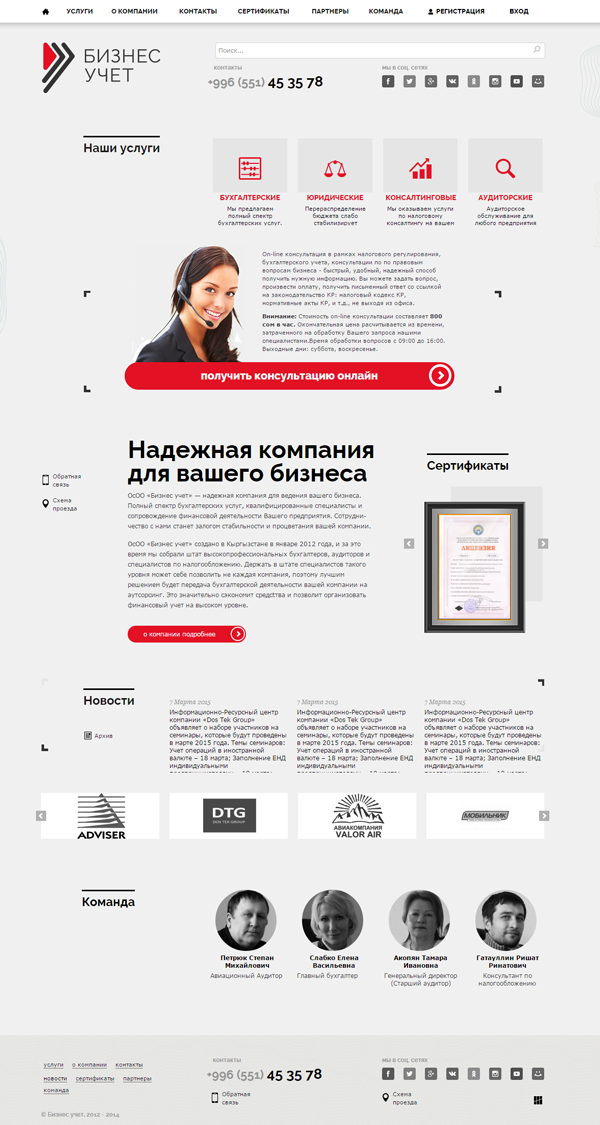 УСЛУГИ О КОМПАНИИ КОНТАКТЫ СЕРТИФИКАТЫ ПАРТНЕРЫ КОМАНДА РЕГИСТРАЦИЯ ВХОД
БИЗНЕС
УЧЕТ
Поиск...
контакты
+996 (551) 45 35 78
мы в соц. сетях
Наши услуги
БУХГАЛТЕРСКИЕ
Мы предлагаем
полный спектр
бухгалтерских услуг,
ЮРИДИЧЕСКИЕ
Перераспределение
бюджета слабо
стабилизирует
КОНСАЛТИНГОВЫЕ
Мы оказываем услуги
по налоговому
консалтингу на вашем
АУДИТОРСКИЕ
Аудиторское
обслуживание для
любого предприятия
On-line консультация в рамках налогового регулирования,
бухгалтерского учета, консультации по по правовым
вопросам бизнеса - быстрый, удобный, надежный способ
получить нужную информацию. Вы можете задать вопрос,
произвести оплату, получить письменный ответ со ссылкой
на законодательство КР: налоговый кодекс КР,
нормативные акты КР, и т.д., не выходя из офиса.
Внимание: Стоимость on-line консультации составляет 800
сом в час. Окончательная цена расчитывается из времени,
затраченного на обработку Вашего запроса нашими
специалистами.Время обработки вопросов с 09:00 до 16:00.
Выходные дни: суббота, воскресенье.
получить консультацию онлайн
Обратная
связь
Схема
проезда
Надежная компания
для вашего бизнеса
ОсОО «Бизнес учет» — надежная компания для ведения вашего бизнеса.
Полный спектр бухгалтерских услуг, квалифицированные специалисты и
сопровождение финансовой деятельности Вашего предприятия. Сотрудни-
чество с нами станет залогом стабильности и процветания вашей компании.
ОсОО «Бизнес учет» создано в Кыргызстане в январе 2012 года, и за это
время мы собрали штат высокопрофессиональных бухгалтеров, аудиторов и
специалистов по налогообложению. Держать в штате специалистов такого
уровня может себе позволить не каждая компания, поэтому лучшим
решением будет передача бухгалтерской деятельности вашей компании на
аутсорсинг. Это значительно сэкономит средства и позволит организовать
финансовый учет на высоком уровне.
о компании подробнее
Сертификаты
ЛИЦЕНЗИЯ
Новости
Архив
7 Марта 2015
Информационно-Ресурсный центр
компании «Dos Tek Group»
объявляет о наборе участников на
семинары, которые будут проведены
в марте 2015 года. Темы семинаров:
Учет операций в иностранной
валюте – 18 марта; Заполнение ЕНД
индивидуальными
7 Марта 2015
Информационно-Ресурсный центр
компании «Dos Tek Group»
объявляет о наборе участников на
семинары, которые будут проведены
в марте 2015 года. Темы семинаров:
Учет операций в иностранной
валюте – 18 марта; Заполнение ЕНД
индивидуальными
7 Марта 2015
Информационно-Ресурсный центр
компании «Dos Tek Group»
объявляет о наборе участников на
семинары, которые будут проведены
в марте 2015 года. Темы семинаров:
Учет операций в иностранной
валюте – 18 марта; Заполнение ЕНД
индивидуальными
ADVISER
DTG
DOS TEK GROUP
АВИАКОМПАНИЯ
VALOR AIR
МОБИЛЬНИК
Команда
Петрюк Степан
Михайлович
Авиационный Аудитор
Слабко Елена
Васильевна
Главный бухгалтер
Акопян Тамара
Ивановна
Генеральный директор
(Старший аудитор)
Гатауллин Ришат
Ринатович
Консультант по
налогообложению
услуги о компании контакты
новости сертификаты партнеры
команда
контакты
+996 (551) 45 35 78
Обратная
связь
мы в соц. сетях
Схема
проезда
© Бизнес учет, 2012 - 2014